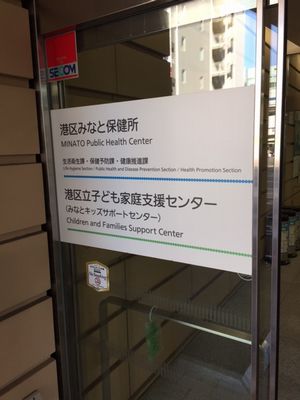 SECOM
港区みなと保健所
MINATO Public Health Center
生活衛生課・保健予防課・健康推進課
Life Hygiene Section / Public Health and Disease Prevention Section / Health Promotion Section
港区立子ども家庭支援センター
（みなとキッズサポートセンター）
Children and Families Support Center